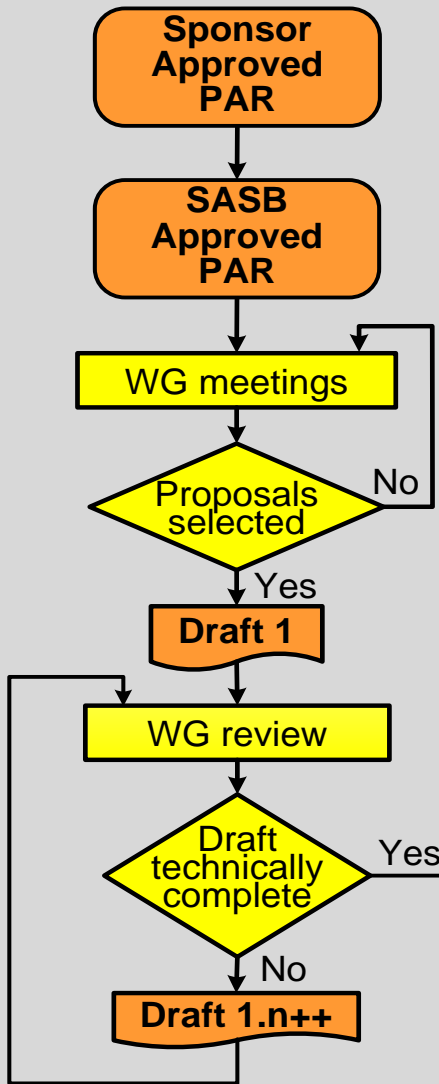 Sponsor
Approved
PAR
SASB
Approved
PAR
WG meetings
Proposals
selected
No
Yes
Draft 1
WG review
Draft
technically
complete
Yes
No
Draft 1.n++